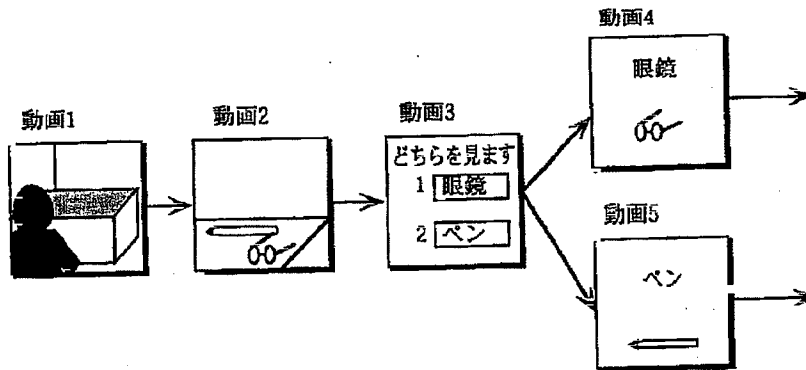 動画1
動画2
動画3
どちらを見ます
1 眼鏡
2 ペン
動画4
眼鏡
動画5
ペン